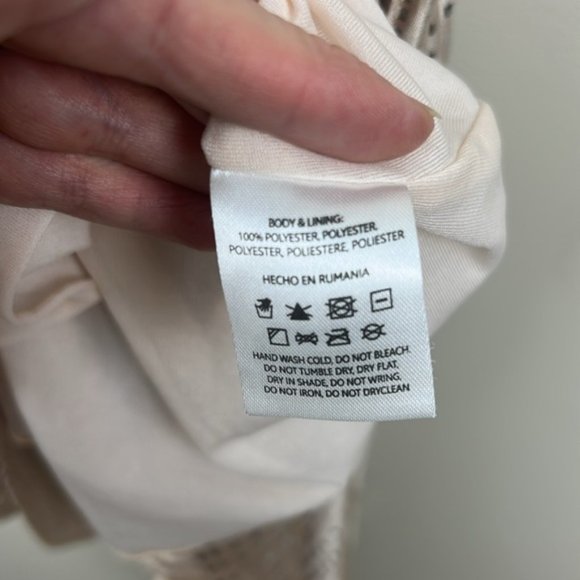 BODY & LINING:
100% POLYESTER, POLYESTER,
POLYESTER, POLIESTERE, POLIESTER
HECHO EN RUMANIA
HAND WASH COLD, DO NOT BLEACH.
DO NOT TUMBLE DRY, DRY FLAT.
DRY IN SHADE, DO NOT WRING.
DO NOT IRON, DO NOT DRYCLEAN